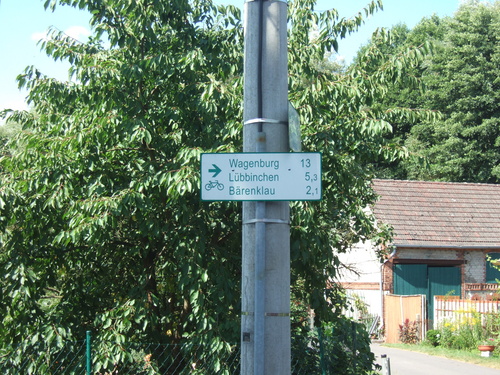 Wagenburg 13
Lübbinchen 5,3
Bärenklau 2,1